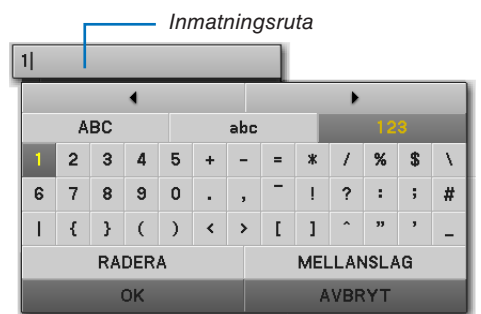 Inmatningsruta
1|
ABC abc 123
1 2 3 4 5 + - = * / % $ \
6 7 8 9 0 . , ¯ ! ? : ; #
| { } ( ) < > [ ] ^ ” ’ _
RADERA MELLANSLAG
OK AVBRYT